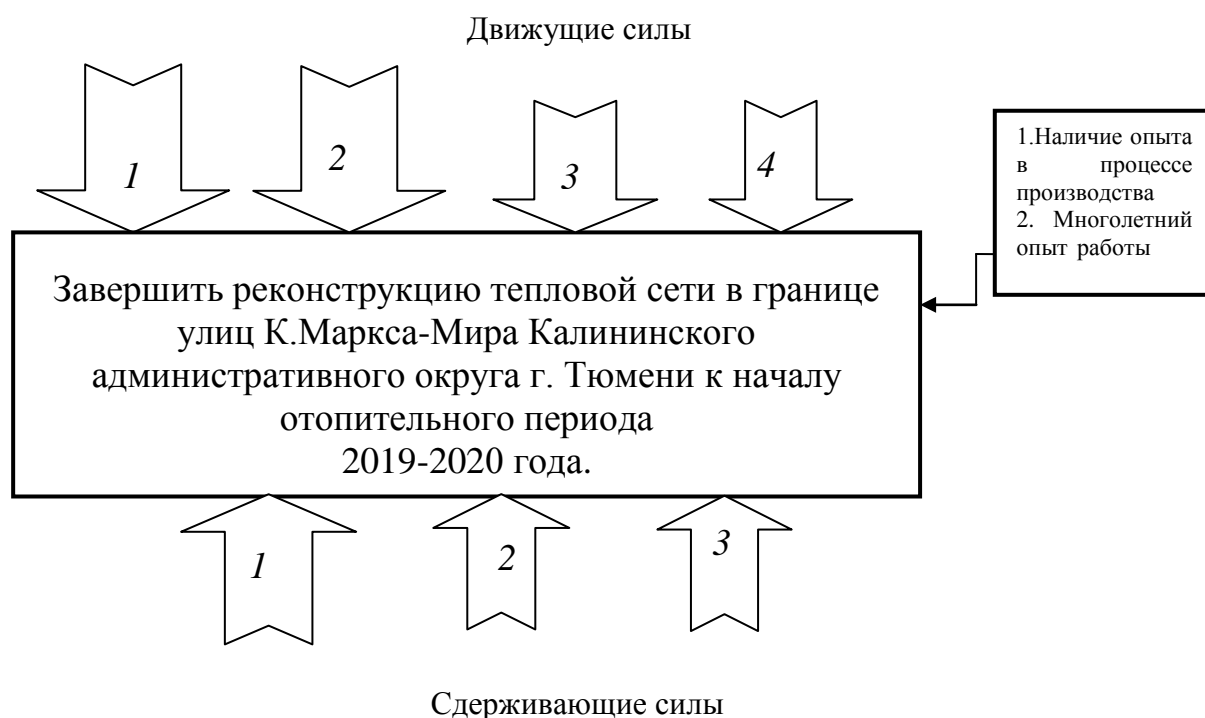 Движущие силы
1
2
3
4
1.Наличие опыта
в процессе
производства
2. Многолетний
опыт работы
Завершить реконструкцию тепловой сети в границе
улиц К.Маркса-Мира Калининского
административного округа г. Тюмени к началу
отопительного периода
2019-2020 года.
1
2
3
Сдерживающие силы